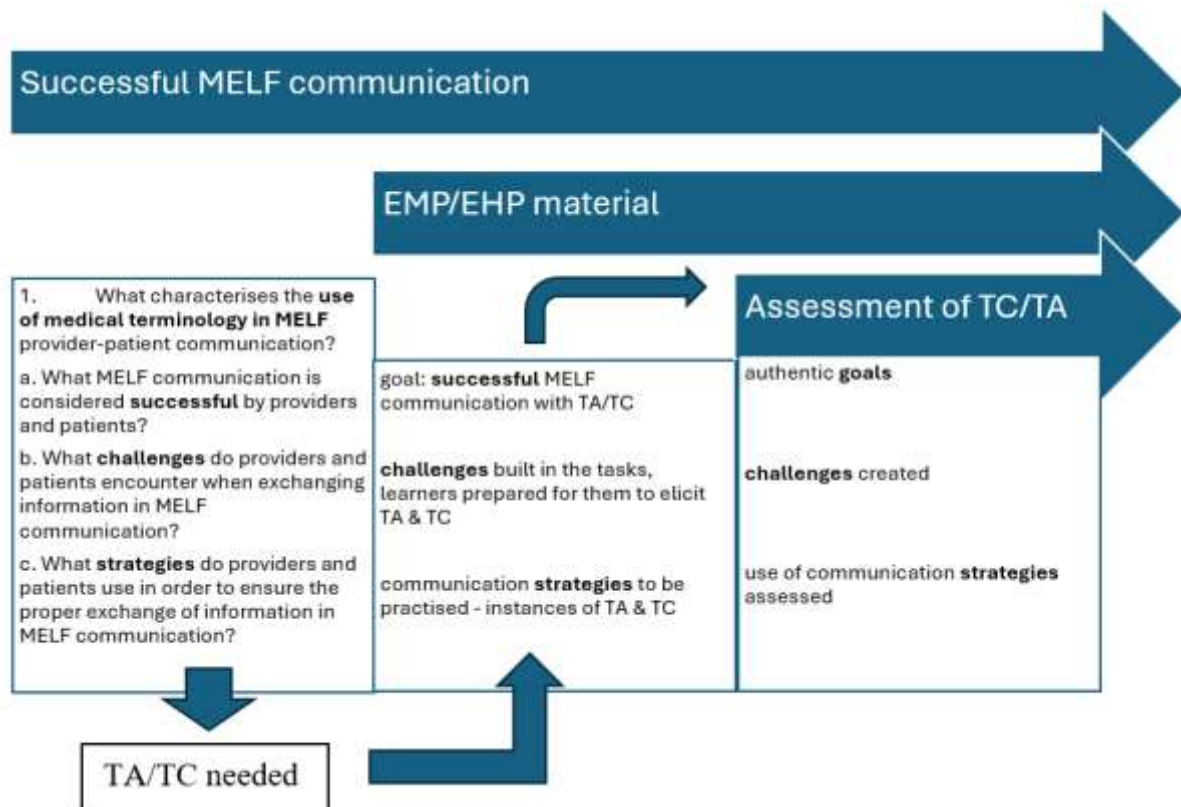 Successful MELF communication
EMP/EHP material
1. What characterises the use
of medical terminology in MELF
provider-patient communication?
a. What MELF communication is
considered successful by providers
and patients?
b. What challenges do providers and
patients encounter when exchanging
information in MELF
communication?
c. What strategies do providers and
patients use in order to ensure the
proper exchange of information in
MELF communication?
TA/TC needed
goal: successful MELF
communication with TA/TC
challenges built in the tasks,
learners prepared for them to elicit
TA & TC
communication strategies to be
practised - instances of TA & TC
Assessment of TC/TA
authentic goals
challenges created
use of communication strategies
assessed